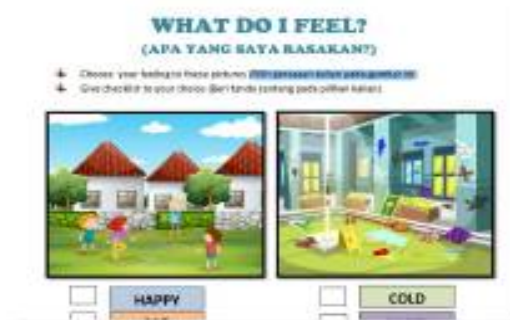 WHAT DO I FEEL?
(APA YANG SAYA RASAKAN?)
Choose your feeling to these pictures
Give checklist to your choice (Beri tanda centang pada pilihan kalian)
HAPPY
COLD